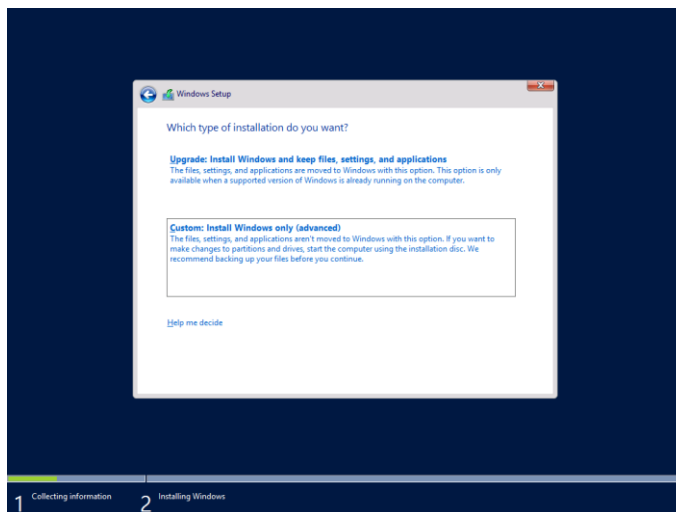 Windows Setup
Which type of installation do you want?
Upgrade: Install Windows and keep files, settings, and applications
The files, settings, and applications are moved to Windows with this option. This option is only
available when a supported version of Windows is already running on the computer.
Custom: Install Windows only (advanced)
The files, settings, and applications aren't moved to Windows with this option. If you want to
make changes to partitions and drives, start the computer using the installation disc. We
recommend backing up your files before you continue.
Help me decide
1 Collecting information 2 Installing Windows